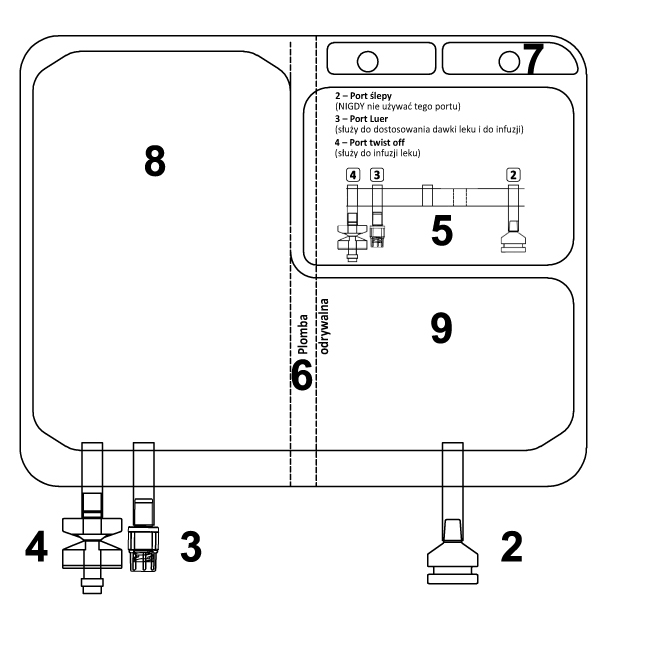 7
2 – Port ślepy
(NIGDY nie używać tego portu)
3 – Port Luer
(służy do dostosowania dawki leku i do infuzji)
4 – Port twist off
(służy do infuzji leku)
8
4 3 2
5
9
Plomba
odrywalna
6
4 3 2